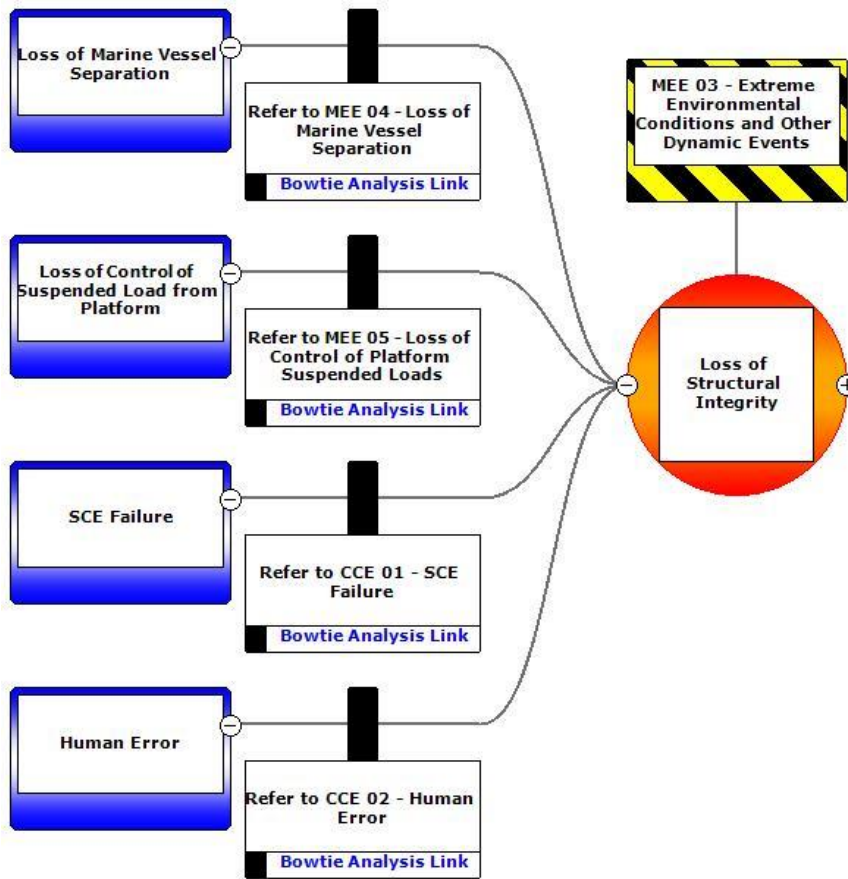 Loss of Marine Vessel
Separation
Refer to MEE 04 - Loss of
Marine Vessel
Separation
Bowtie Analysis Link
MEE 03 - Extreme
Environmental
Conditions and Other
Dynamic Events
Loss of Control of
Suspended Load from
Platform
Refer to MEE 05 - Loss of
Control of Platform
Suspended Loads
Bowtie Analysis Link
Loss of
Structural
Integrity
SCE Failure
Refer to CCE 01 - SCE
Failure
Bowtie Analysis Link
Human Error
Refer to CCE 02 - Human
Error
Bowtie Analysis Link